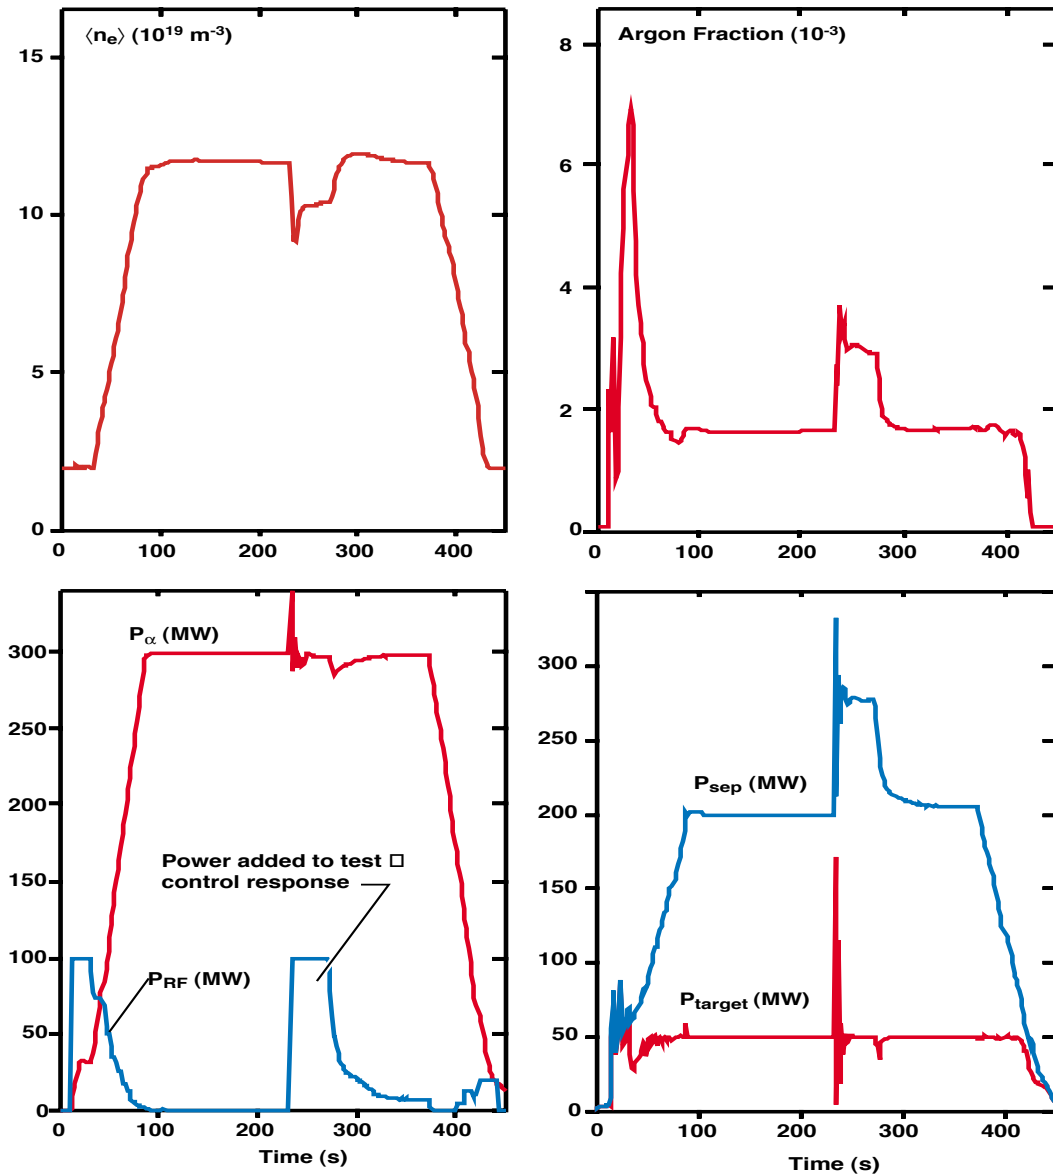 ⟨nₑ⟩ (10¹⁹ m⁻³)
15
10
5
0
0 100 200 300 400
Argon Fraction (10⁻³)
8
6
4
2
0
0 100 200 300 400
Pα (MW)
300
250
200
150
100
50
0
Power added to test □
control response
P_RF (MW)
0 100 200 300 400
Time (s)
300
250
200
150
100
50
0
P_sep (MW)
P_target (MW)
0 100 200 300 400
Time (s)